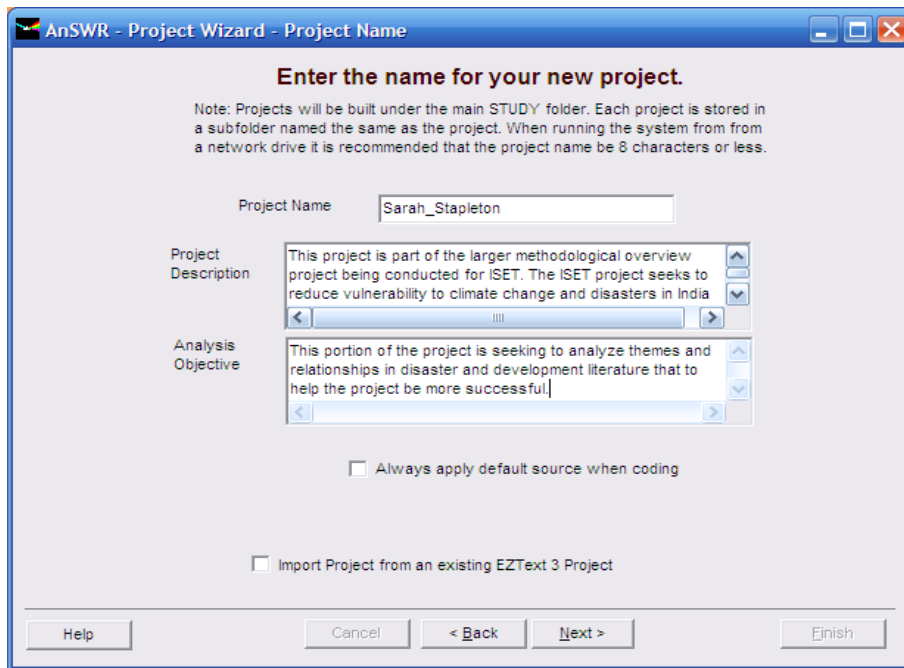 AnSWR - Project Wizard - Project Name
Enter the name for your new project.
Note: Projects will be built under the main STUDY folder. Each project is stored in
a subfolder named the same as the project. When running the system from from
a network drive it is recommended that the project name be 8 characters or less.
Project Name
Sarah_Stapleton
Project
Description
This project is part of the larger methodological overview
project being conducted for ISET. The ISET project seeks to
reduce vulnerability to climate change and disasters in India
Analysis
Objective
This portion of the project is seeking to analyze themes and
relationships in disaster and development literature that to
help the project be more successful.
Always apply default source when coding
Import Project from an existing EZText 3 Project
Help
Cancel
< Back
Next >
Finish